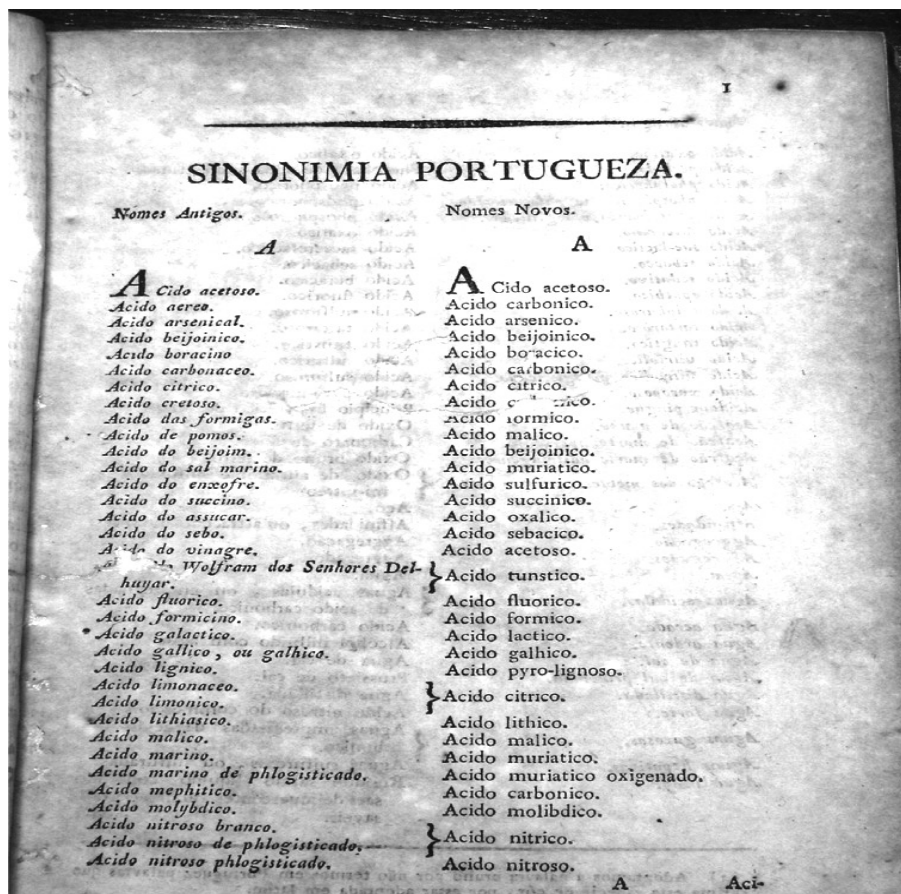 1
SINONIMIA PORTUGUEZA.
Nomes Antigos. Nomes Novos.
A A
ACido acetoso. ACido acetoso.
Acido aereo. Acido carbonico.
Acido arsenical. Acido arsenico.
Acido beijoinico. Acido beijoinico.
Acido boracino Acido boracico.
Acido carbonaceo. Acido carbonico.
Acido citrico. Acido citrico.
Acido cretoso. Acido
Acido das formigas. Acido formico.
Acido de pomos. Acido malico.
Acido do beijoim. Acido beijoinico.
Acido do sal marino. Acido muriatico.
Acido do enxofre. Acido sulfurico.
Acido do succino. Acido succinico.
Acido do assucar. Acido oxalico.
Acido do sebo. Acido sebacico.
Acido do vinagre. Acido acetoso.
Wolfram dos Senhores Del-
huyar. } Acido tunstico.
Acido fluorico. Acido fluorico.
Acido formicino. Acido formico.
Acido galactico. Acido lactico.
Acido gallico, ou galhico. Acido galhico.
Acido lignico. Acido pyro-lignoso.
Acido limonaceo.
Acido limonico. } Acido citrico.
Acido lithiasico. Acido lithico.
Acido malico. Acido malico.
Acido marino. Acido muriatico.
Acido marino de phlogisticado. Acido muriatico oxigenado.
Acido mephitico. Acido carbonico.
Acido molybdico. Acido molibdico.
Acido nitroso branco.
Acido nitroso de phlogisticado. } Acido nitrico.
Acido nitroso phlogisticado. Acido nitroso.
A Aci-